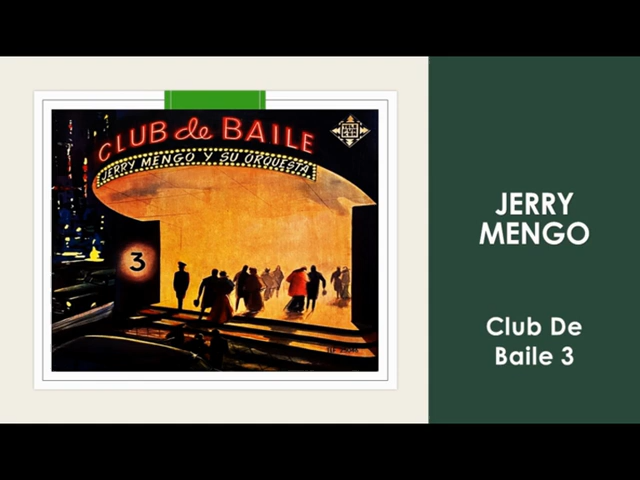 CLUB de BAILE
JERRY MENGO Y SU ORQUESTA
3
JERRY
MENGO
Club De
Baile 3